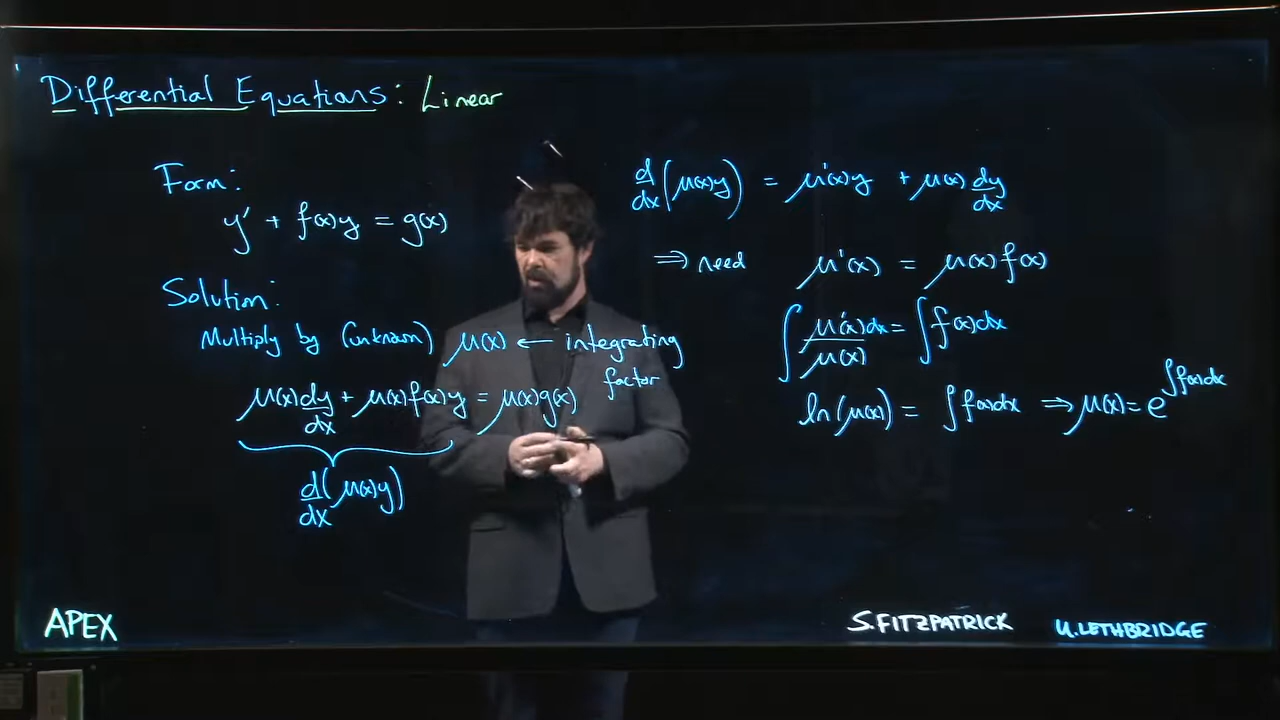 Differential Equations: Linear
Form:
y' + f(x)y = g(x)
Solution:
Multiply by (unknown) μ(x) ← integrating factor
μ(x)dy/dx + μ(x)f(x)y = μ(x)g(x)
d/dx(μ(x)y)
d/dx(μ(x)y) = μ'(x)y + μ(x)dy/dx
⇒ need μ'(x) = μ(x)f(x)
∫μ'(x)/μ(x) dx = ∫f(x)dx
ln(μ(x)) = ∫f(x)dx ⇒ μ(x) = e^∫f(x)dx
APEX
S.FITZPATRICK
U.LETHBRIDGE